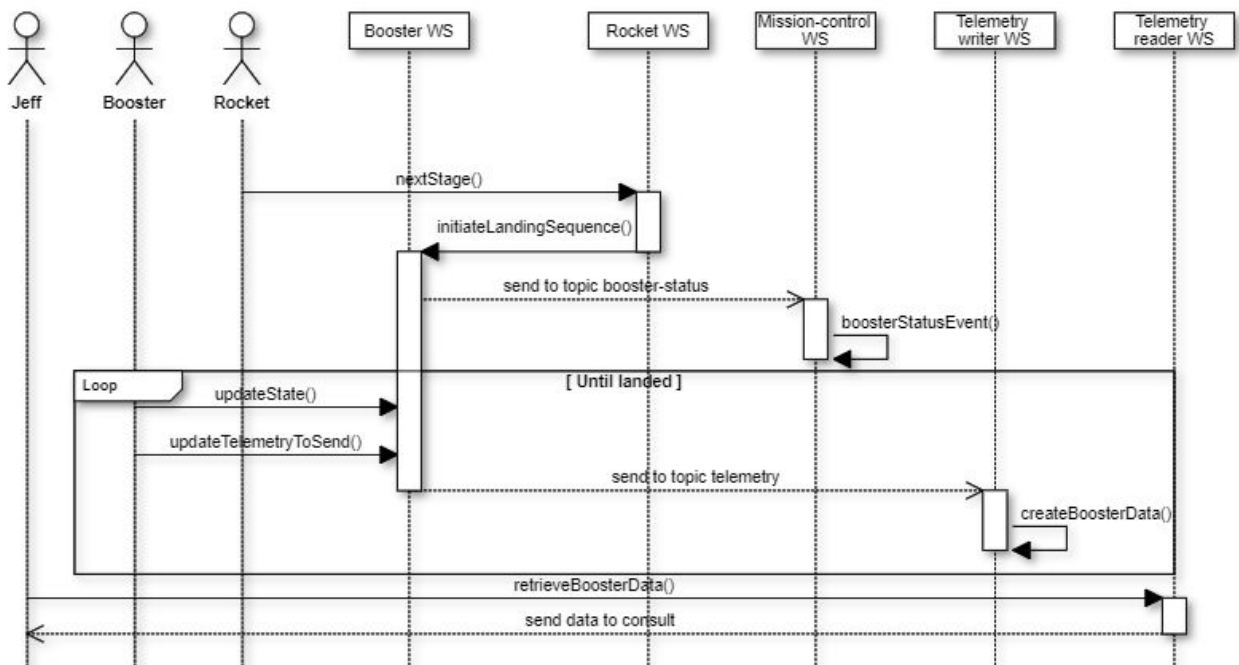 Booster WS
Rocket WS
Mission-control
WS
Telemetry
writer WS
Telemetry
reader WS
Jeff
Booster
Rocket
nextStage()
initiateLandingSequence()
send to topic booster-status
boosterStatusEvent()
Loop
[ Until landed ]
updateState()
updateTelemetryToSend()
send to topic telemetry
createBoosterData()
retrieveBoosterData()
send data to consult